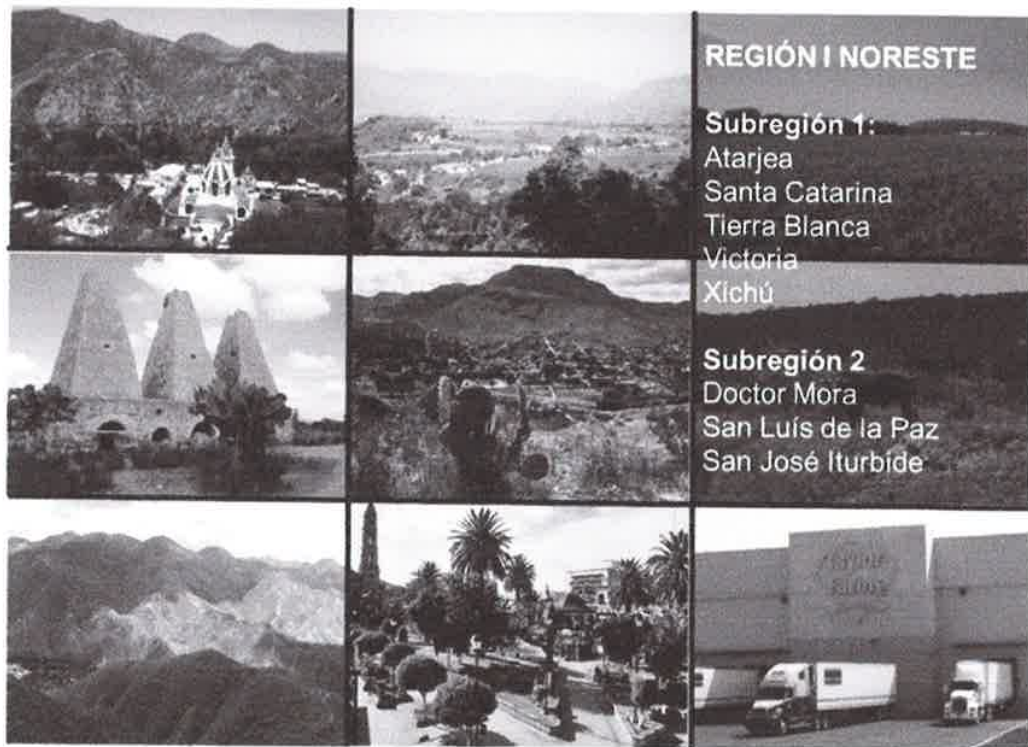 REGIÓN I NORESTE
Subregión 1:
Atarjea
Santa Catarina
Tierra Blanca
Victoria
Xichú
Subregión 2
Doctor Mora
San Luís de la Paz
San José Iturbide